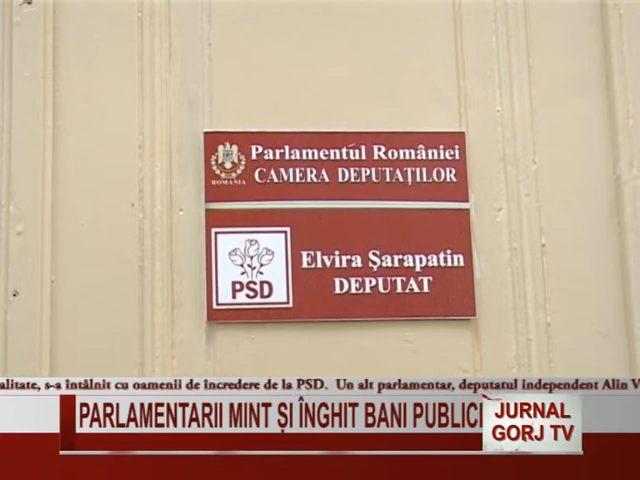 Parlamentul României
CAMERA DEPUTAȚILOR
ROMANIA
PSD
Elvira Șarapatin
DEPUTAT
alitate, s-a întâlnit cu oamenii de încredere de la PSD. Un alt parlamentar, deputatul independent Alin V
PARLAMENTARII MINT ȘI ÎNGHIT BANI PUBLICI
JURNAL
GORJ TV